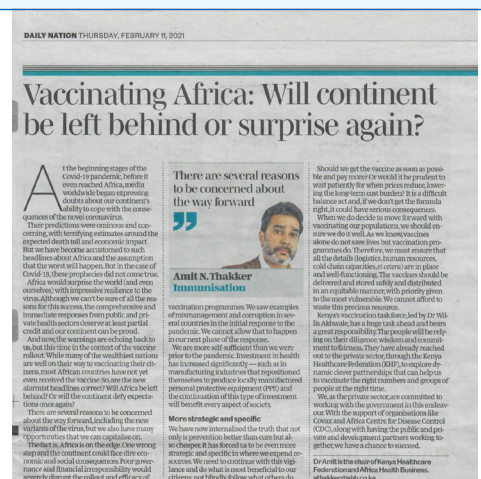 DAILY NATION THURSDAY, FEBRUARY 11, 2021
Vaccinating Africa: Will continent
be left behind or surprise again?
At the beginning stages of the
Covid-19 pandemic, before it
even reached Africa, media
worldwide began expressing
doubts about our continent's
ability to cope with the conse-
quences of the novel coronavirus.
Their predictions were ominous and con-
cerning, with terrifying estimates around the
expected death toll and economic impact.
But we have become accustomed to such
headlines about Africa and the assumption
that the worst will happen. But in the case of
Covid-19, these prophecies did not come true.
Africa would surprise the world (and even
ourselves) with impressive resilience to the
virus. Although we can't be sure of all the rea-
sons for this success, the comprehensive and
immediate responses from public and pri-
vate health sectors deserve at least partial
credit and our continent can be proud.
And now, the warnings are echoing back to
us, but this time in the context of the vaccine
rollout. While many of the wealthiest nations
are well on their way to vaccinating their cit-
izens, most African countries have not yet
even received the vaccine. So, are the new
alarmist headlines correct? Will Africa be left
behind? Or will the continent defy expecta-
tions once again?
There are several reasons to be concerned
about the way forward, including the new
variants of the virus, but we also have many
opportunities that we can capitalise on.
The fact is, Africa is on the edge. One wrong
step and the continent could face dire eco-
nomic and social consequences. Poor gover-
nance and financial irresponsibility would
severely disrupt the rollout and efficacy of
There are several reasons
to be concerned about
the way forward
Amit N. Thakker
Immunisation
vaccination programmes. We saw examples
of mismanagement and corruption in sev-
eral countries in the initial response to the
pandemic. We cannot allow that to happen
in our next phase of the response.
We are more self-sufficient than we were
prior to the pandemic. Investment in health
has increased significantly — such as in
manufacturing industries that repositioned
themselves to produce locally manufactured
personal protective equipment (PPE) and
the continuation of this type of investment
will benefit every aspect of society.
More strategic and specific
We have now internalised the truth that not
only is prevention better than cure but al-
so cheaper. It has forced us to be even more
strategic and specific in where we expend re-
sources. We need to continue with this vigi-
lance and do what is most beneficial to our
citizens, not blindly follow what others do.
Should we get the vaccine as soon as possi-
ble and pay more? Or would it be prudent to
wait patiently for when prices reduce, lower-
ing the long-term cost burden? It is a difficult
balance act and, if we don't get the formula
right, it could have serious consequences.
When we do decide to move forward with
vaccinating our populations, we should en-
sure we do it well. As we know, vaccines
alone do not save lives but vaccination pro-
grammes do. Therefore, we must ensure that
all the details (logistics, human resources,
cold chain capacities, et cetera) are in place
and well-functioning. The vaccines should be
delivered and stored safely and distributed
in an equitable manner, with priority given
to the most vulnerable. We cannot afford to
waste this precious resource.
Kenya's vaccination task force, led by Dr Wil-
lis Akhwale, has a huge task ahead and bears
a great responsibility. The people will be rely-
ing on their diligence, wisdom and commit-
ment to fairness. They have already reached
out to the private sector, through the Kenya
Healthcare Federation (KHF), to explore dy-
namic clever partnerships that can help us
to vaccinate the right numbers and groups of
people at the right time.
We, as the private sector, are committed to
working with the government in this endeav-
our. With the support of organisations like
Covax and Africa Centre for Disease Control
(CDC), along with having the public and pri-
vate and development partners working to-
gether, we have a chance to succeed.
Dr Amit is the chair of Kenya Healthcare
Federation and Africa Health Business.